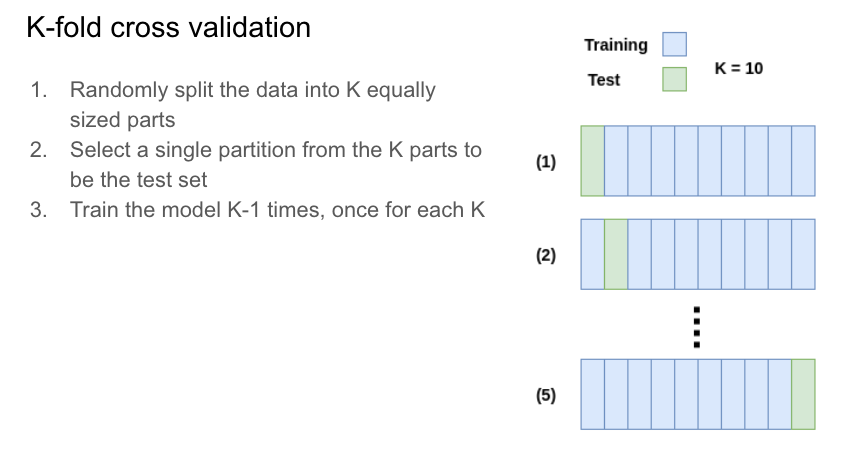 K-fold cross validation
1. Randomly split the data into K equally
sized parts
2. Select a single partition from the K parts to
be the test set
3. Train the model K-1 times, once for each K
Training
Test
K = 10
(1)
(2)
(5)